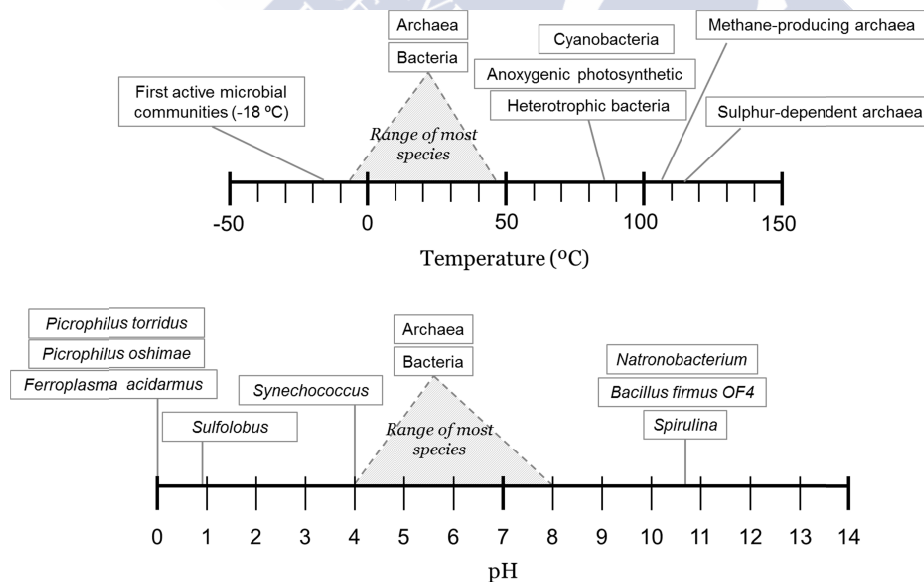 Archaea
Bacteria
Cyanobacteria
Methane-producing archaea
Anoxygenic photosynthetic
Heterotrophic bacteria
Sulphur-dependent archaea
First active microbial
communities (-18 ºC)
Range of most
species
-50 0 50 100 150
Temperature (ºC)
Picrophilus torridus
Picrophilus oshimae
Ferroplasma acidarmus
Sulfolobus
Synechococcus
Archaea
Bacteria
Range of most
species
Natronobacterium
Bacillus firmus OF4
Spirulina
0 1 2 3 4 5 6 7 8 9 10 11 12 13 14
pH